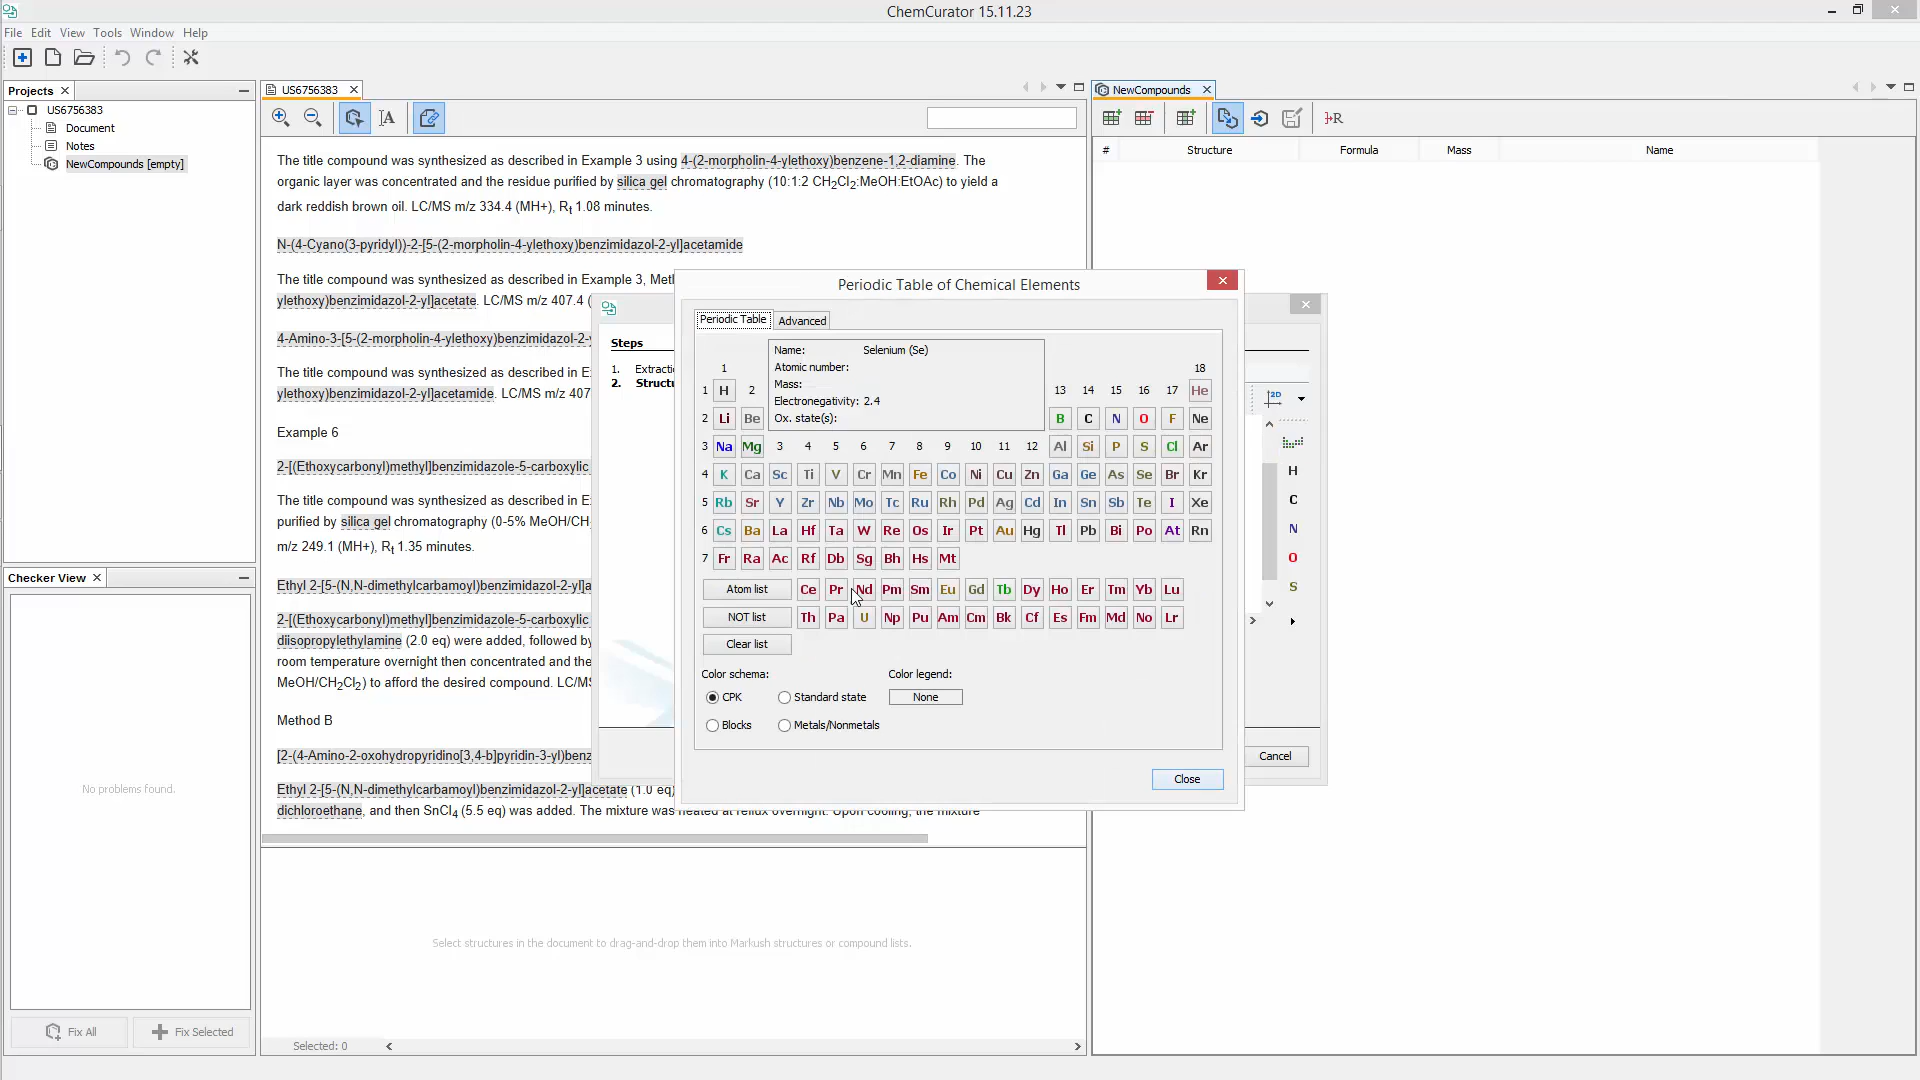 ChemCurator 15.11.23
File Edit View Tools Window Help
Projects
US6756383
Document
Notes
NewCompounds [empty]
US6756383
The title compound was synthesized as described in Example 3 using 4-(2-morpholin-4-ylethoxy)benzene-1,2-diamine. The
organic layer was concentrated and the residue purified by silica gel chromatography (10:1:2 CH2Cl2:MeOH:EtOAc) to yield a
dark reddish brown oil. LC/MS m/z 334.4 (MH+), Rt 1.08 minutes.
N-(4-Cyano(3-pyridyl))-2-[5-(2-morpholin-4-ylethoxy)benzimidazol-2-yl]acetamide
The title compound was synthesized as described in Example 3, Meth
ylethoxy)benzimidazol-2-yl]acetate. LC/MS m/z 407.4 (
4-Amino-3-[5-(2-morpholin-4-ylethoxy)benzimidazol-2-y
The title compound was synthesized as described in E
ylethoxy)benzimidazol-2-yl]acetamide. LC/MS m/z 407
Example 6
2-[(Ethoxycarbonyl)methyl]benzimidazole-5-carboxylic
The title compound was synthesized as described in E
purified by silica gel chromatography (0-5% MeOH/CH
m/z 249.1 (MH+), Rt 1.35 minutes.
Ethyl 2-[5-(N,N-dimethylcarbamoyl)benzimidazol-2-yl]a
2-[(Ethoxycarbonyl)methyl]benzimidazole-5-carboxylic
diisopropylethylamine (2.0 eq) were added, followed by
room temperature overnight then concentrated and the
MeOH/CH2Cl2) to afford the desired compound. LC/MS
Method B
[2-(4-Amino-2-oxohydropyridino[3,4-b]pyridin-3-yl)benz
Ethyl 2-[5-(N,N-dimethylcarbamoyl)benzimidazol-2-yl]acetate (1.0 eq)
dichloroethane, and then SnCl4 (5.5 eq) was added. The mixture was heated at reflux overnight. Upon cooling, the mixture
Select structures in the document to drag-and-drop them into Markush structures or compound lists.
Selected: 0
Checker View
No problems found.
Fix All Fix Selected
NewCompounds
R
# Structure Formula Mass Name
Steps
1. Extracti
2. Struct
2D
H
C
N
O
S
Cancel
Periodic Table of Chemical Elements
Periodic Table Advanced
Name: Selenium (Se)
Atomic number:
Mass:
Electronegativity: 2.4
Ox. state(s):
1 18
1 H 2 13 14 15 16 17 He
2 Li Be B C N O F Ne
3 Na Mg 3 4 5 6 7 8 9 10 11 12 Al Si P S Cl Ar
4 K Ca Sc Ti V Cr Mn Fe Co Ni Cu Zn Ga Ge As Se Br Kr
5 Rb Sr Y Zr Nb Mo Tc Ru Rh Pd Ag Cd In Sn Sb Te I Xe
6 Cs Ba La Hf Ta W Re Os Ir Pt Au Hg Tl Pb Bi Po At Rn
7 Fr Ra Ac Rf Db Sg Bh Hs Mt
Atom list Ce Pr Nd Pm Sm Eu Gd Tb Dy Ho Er Tm Yb Lu
NOT list Th Pa U Np Pu Am Cm Bk Cf Es Fm Md No Lr
Clear list
Color schema: Color legend:
CPK Standard state None
Blocks Metals/Nonmetals
Close